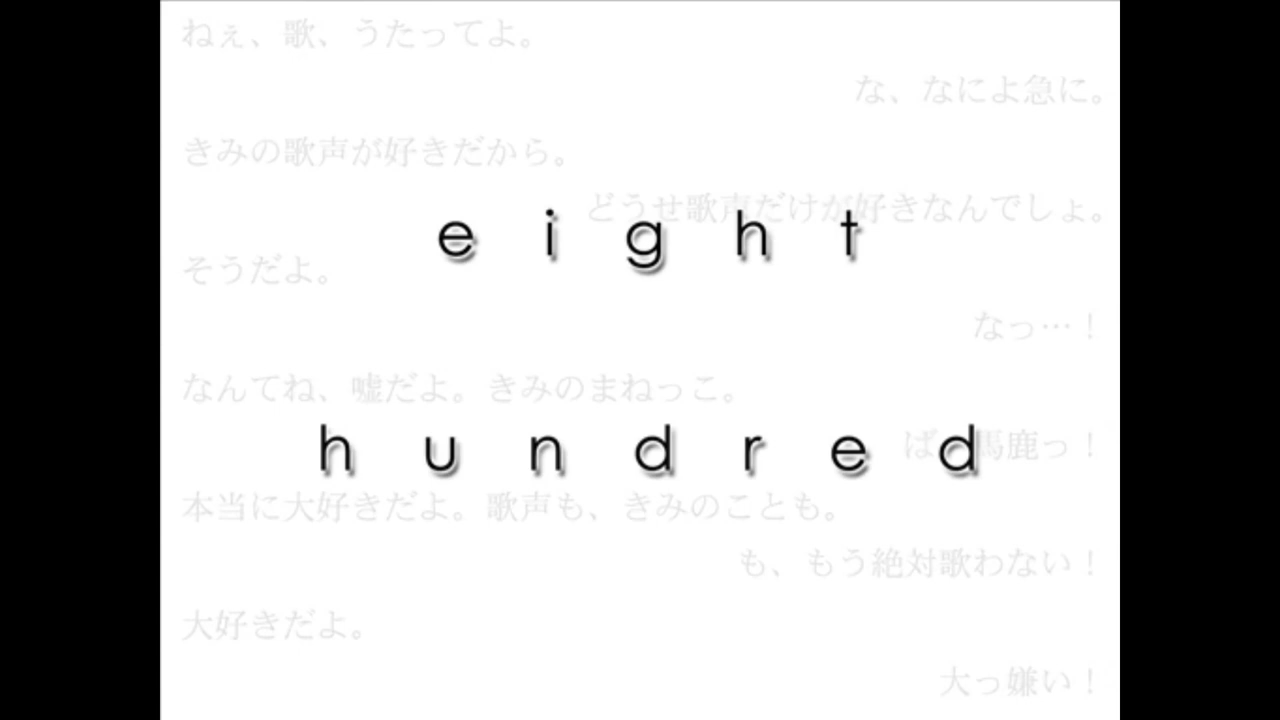 ねぇ、歌、うたってよ。
な、なによ急に。
きみの歌声が好きだから。
どうせ歌声だけが好きなんでしょ。
eight
そうだよ。
なっ…！
なんてね、嘘だよ。きみのまねっこ。
ば、馬鹿っ！
hundred
本当に大好きだよ。歌声も、きみのことも。
も、もう絶対歌わない！
大好きだよ。
大っ嫌い！